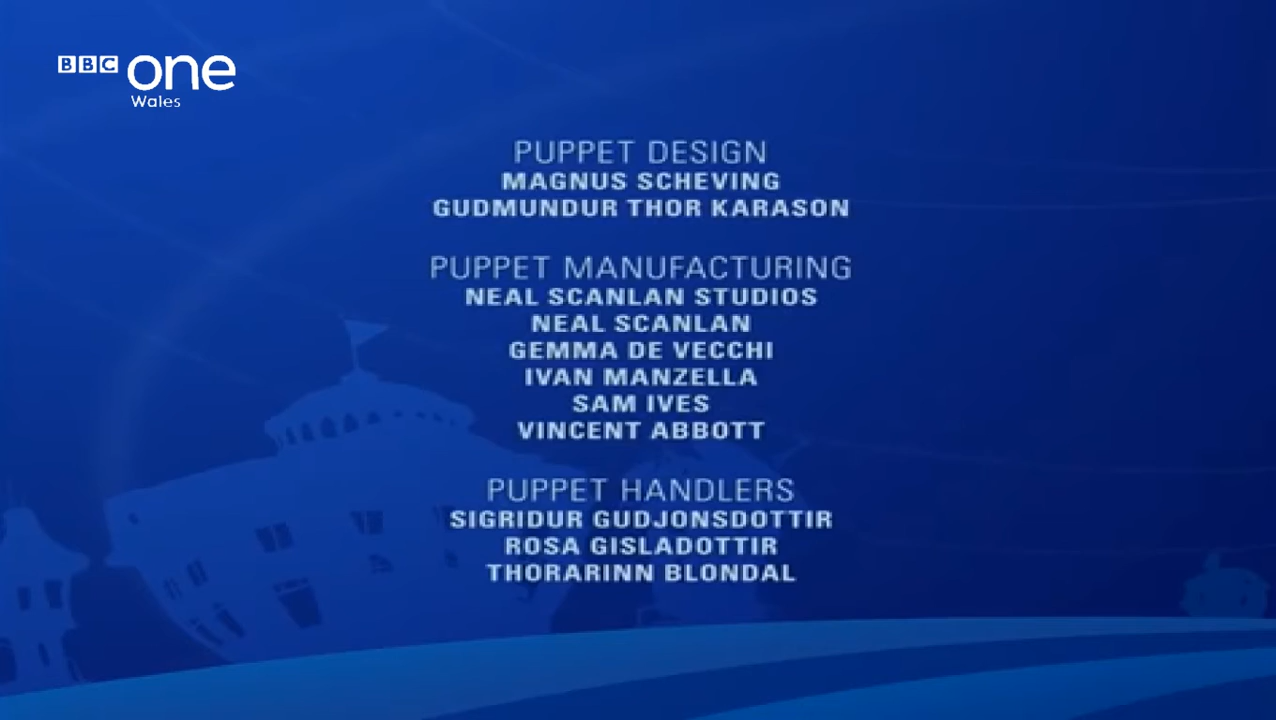 BBC one
Wales
PUPPET DESIGN
MAGNUS SCHEVING
GUDMUNDUR THOR KARASON
PUPPET MANUFACTURING
NEAL SCANLAN STUDIOS
NEAL SCANLAN
GEMMA DE VECCHI
IVAN MANZELLA
SAM IVES
VINCENT ABBOTT
PUPPET HANDLERS
SIGRIDUR GUDJONSDOTTIR
ROSA GISLADOTTIR
THORARINN BLONDAL